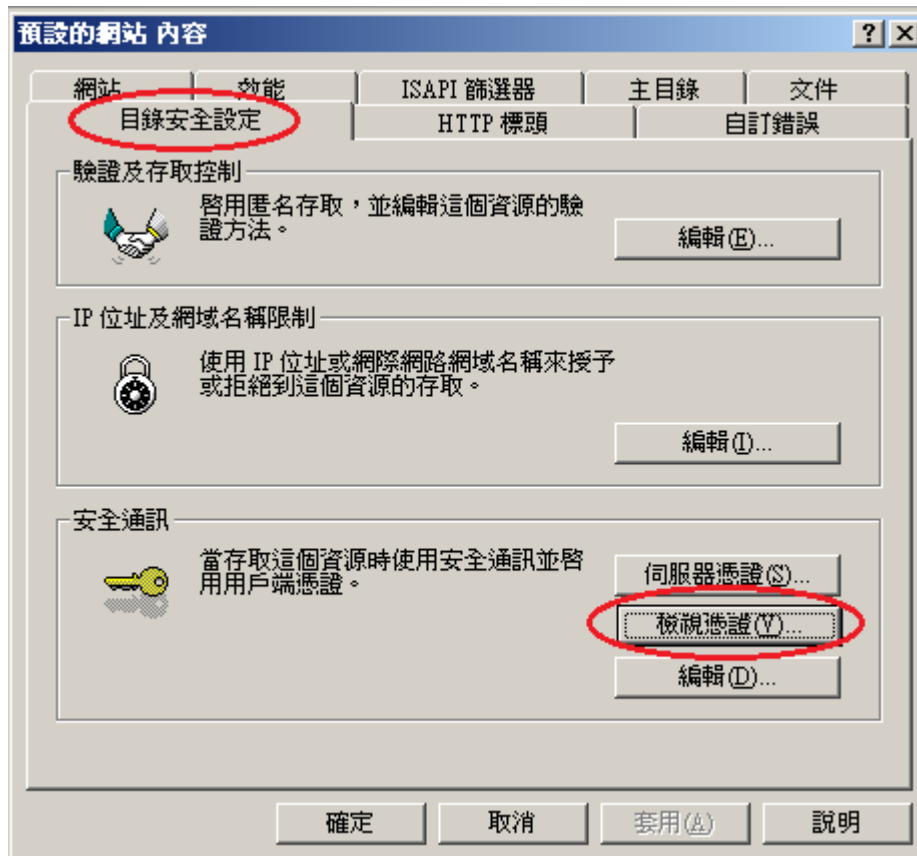 預設的網站 內容
網站 效能 ISAPI 篩選器 主目錄 文件
目錄安全設定 HTTP 標頭 自訂錯誤
驗證及存取控制
啓用匿名存取，並編輯這個資源的驗
證方法。
編輯(E)...
IP 位址及網域名稱限制
使用 IP 位址或網際網路網域名稱來授予
或拒絕到這個資源的存取。
編輯(I)...
安全通訊
當存取這個資源時使用安全通訊並啓
用用戶端憑證。
伺服器憑證(S)...
檢視憑證(V)...
編輯(D)...
確定 取消 套用(A) 說明